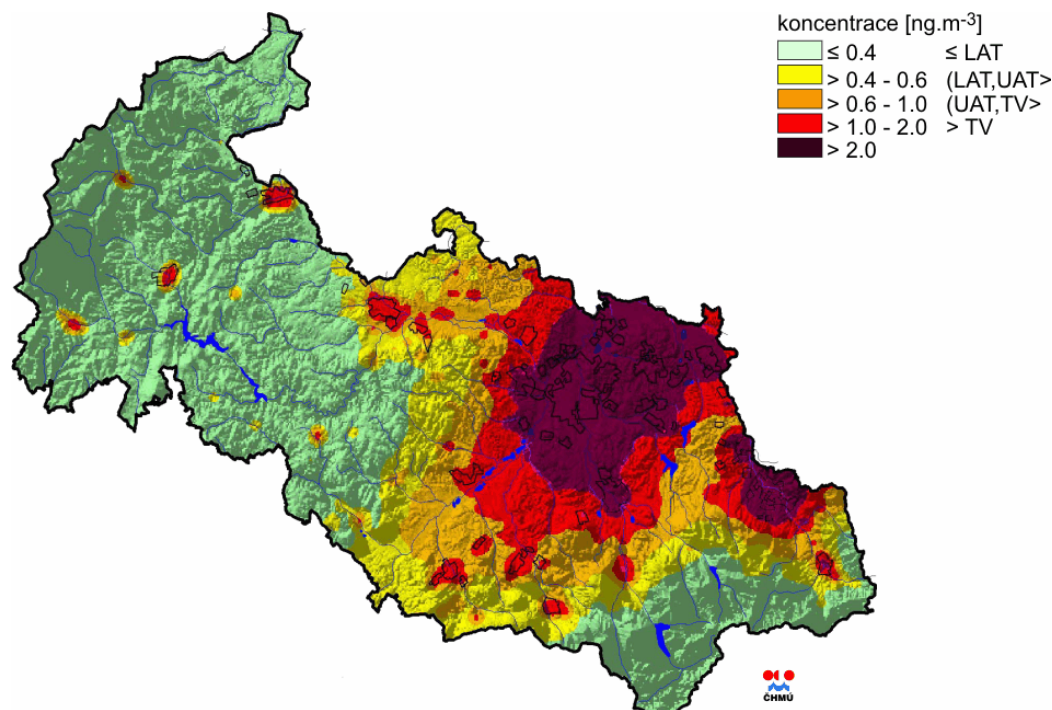 koncentrace [ng.m-3]
≤ 0.4 ≤ LAT
> 0.4 - 0.6 (LAT,UAT>
> 0.6 - 1.0 (UAT,TV>
> 1.0 - 2.0 > TV
> 2.0
ČHMÚ